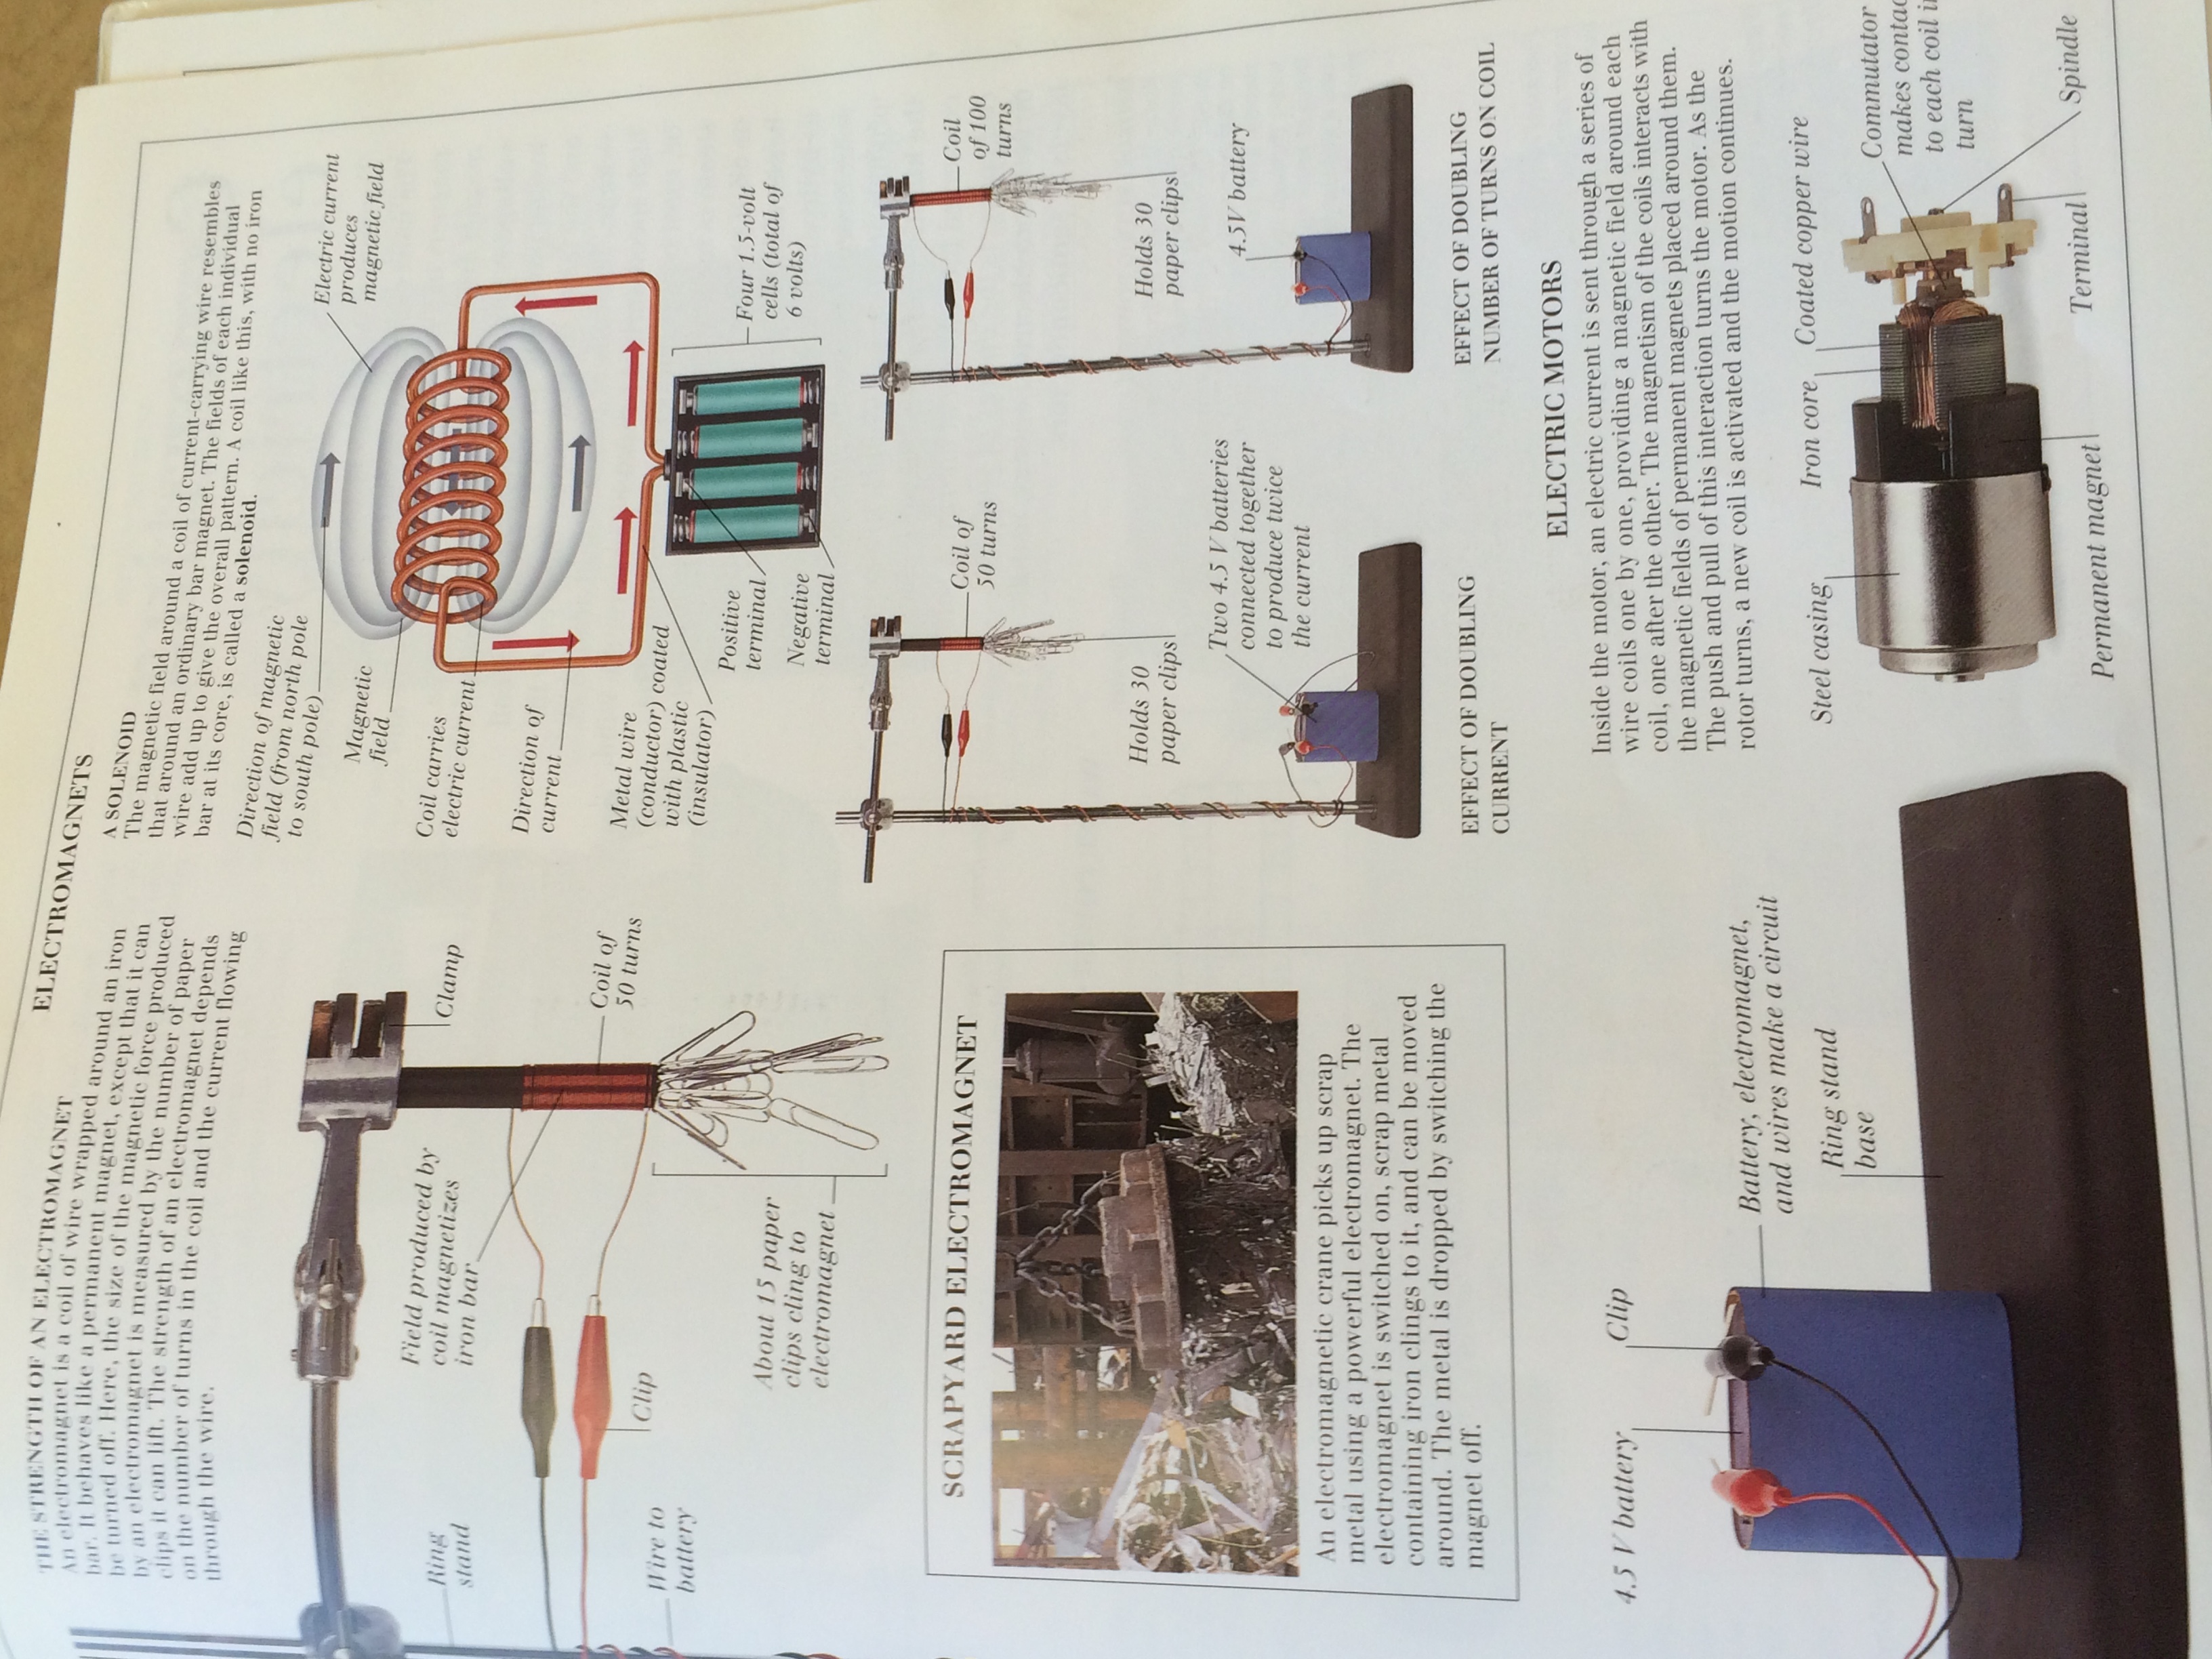 ELECTROMAGNETS
THE STRENGTH OF AN ELECTROMAGNET
An electromagnet is a coil of wire wrapped around an iron
bar. It behaves like a permanent magnet, except that it can
be turned off. Here, the size of the magnetic force produced
by an electromagnet is measured by the number of paper
clips it can lift. The strength of an electromagnet depends
on the number of turns in the coil and the current flowing
through the wire.
Ring
stand
Field produced by
coil magnetizes
iron bar
Clamp
Coil of
50 turns
Clip
Wire to
battery
About 15 paper
clips cling to
electromagnet
SCRAPYARD ELECTROMAGNET
An electromagnetic crane picks up scrap
metal using a powerful electromagnet. The
electromagnet is switched on, scrap metal
containing iron clings to it, and can be moved
around. The metal is dropped by switching the
magnet off.
4.5 V battery
Clip
Battery, electromagnet,
and wires make a circuit
Ring stand
base
A SOLENOID
The magnetic field around a coil of current-carrying wire resembles
that around an ordinary bar magnet. The fields of each individual
wire add up to give the overall pattern. A coil like this, with no iron
bar at its core, is called a solenoid.
Direction of magnetic
field (from north pole
to south pole)
Electric current
produces
magnetic field
Magnetic
field
Coil carries
electric current
Direction of
current
Metal wire
(conductor) coated
with plastic
(insulator)
Positive
terminal
Negative
terminal
Four 1.5-volt
cells (total of
6 volts)
Coil of
50 turns
Holds 30
paper clips
Two 4.5 V batteries
connected together
to produce twice
the current
EFFECT OF DOUBLING
CURRENT
Coil
of 100
turns
Holds 30
paper clips
4.5V battery
EFFECT OF DOUBLING
NUMBER OF TURNS ON COIL
ELECTRIC MOTORS
Inside the motor, an electric current is sent through a series of
wire coils one by one, providing a magnetic field around each
coil, one after the other. The magnetism of the coils interacts with
the magnetic fields of permanent magnets placed around them.
The push and pull of this interaction turns the motor. As the
rotor turns, a new coil is activated and the motion continues.
Steel casing
Iron core
Coated copper wire
Commutator
makes
to each coil
turn
Permanent magnet
Terminal
Spindle